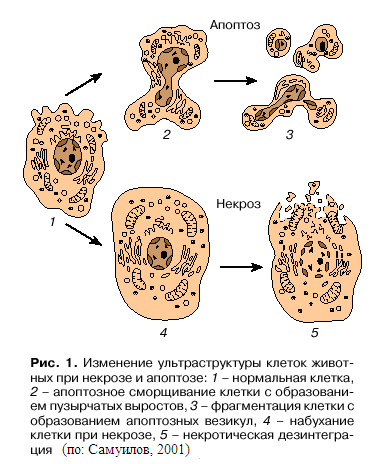 Апоптоз
1
2
3
Некроз
4
5
Рис. 1. Изменение ультраструктуры клеток живот-
ных при некрозе и апоптозе: 1 – нормальная клетка,
2 – апоптозное сморщивание клетки с образовани-
ем пузырчатых выростов, 3 – фрагментация клетки с
образованием апоптозных везикул, 4 – набухание
клетки при некрозе, 5 – некротическая дезинтегра-
ция (по: Самуилов, 2001)